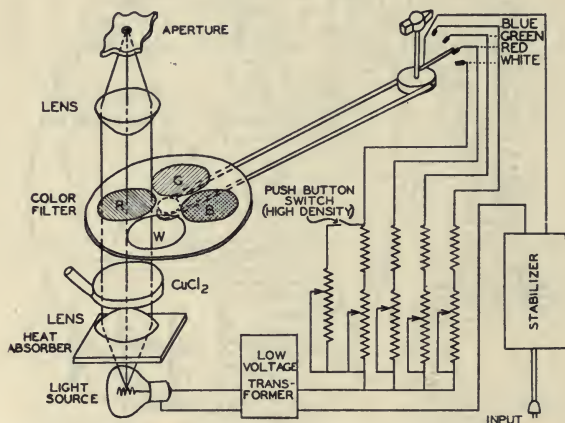 APERTURE
BLUE
GREEN
RED
WHITE
LENS
COLOR
FILTER
G
R
B
W
PUSH BUTTON
SWITCH
(HIGH DENSITY)
CuCl2
LENS
HEAT
ABSORBER
LIGHT
SOURCE
LOW
VOLTAGE
TRANS-
FORMER
STABILIZER
INPUT